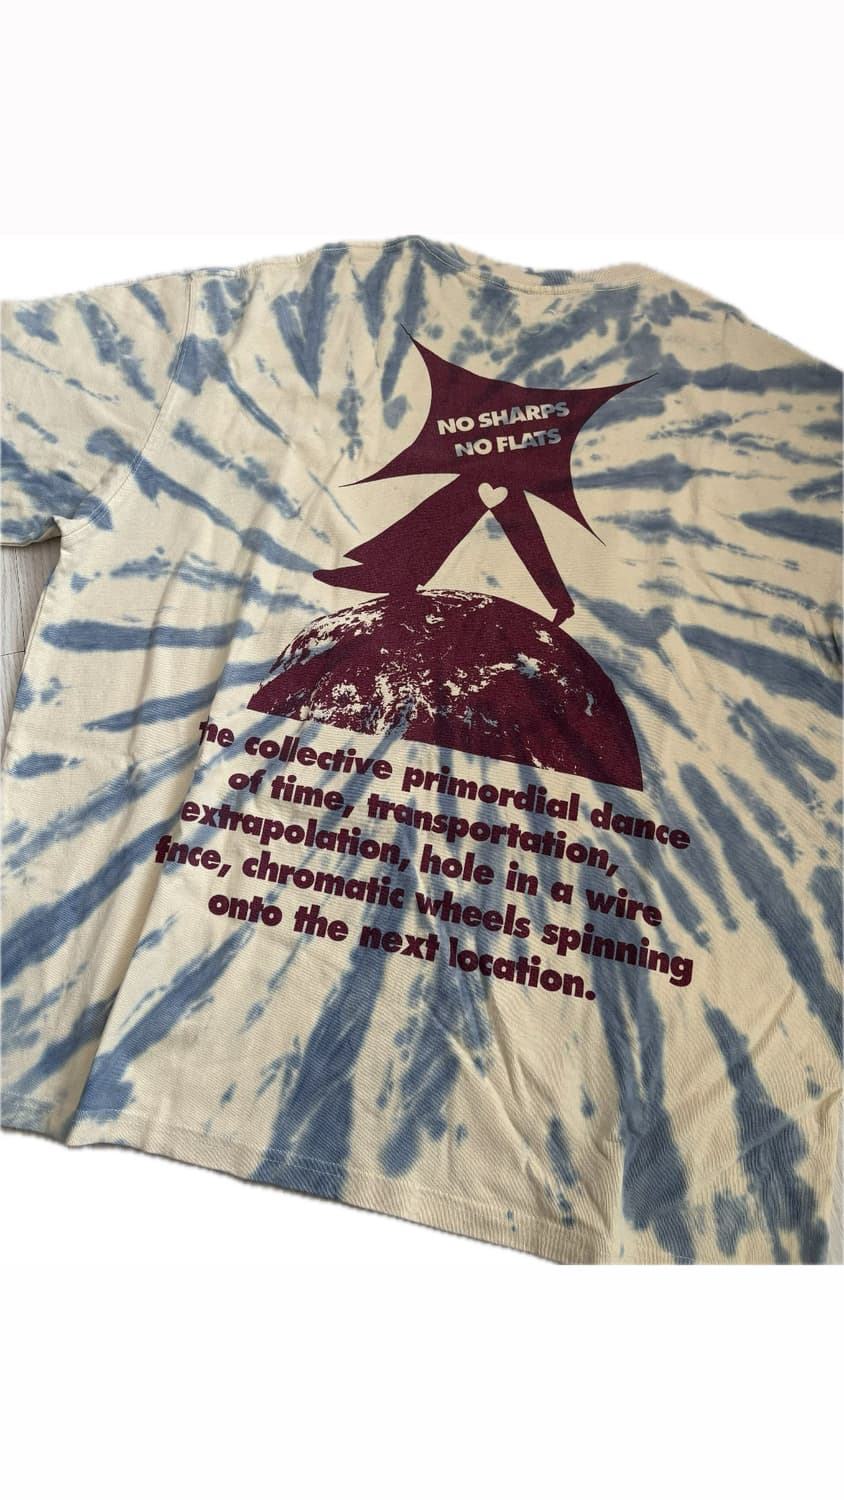 NO SHARPS
NO FLATS
The collective primordial dance
of time, transportation,
extrapolation, hole in a wire
fnce, chromatic wheels spinning
onto the next location.